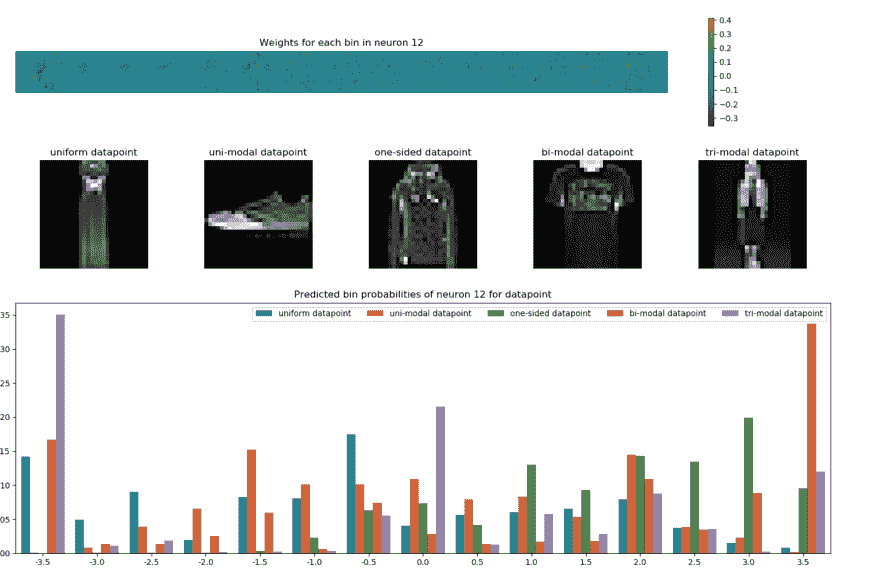 Weights for each bin in neuron 12
0.4
0.3
0.2
0.1
0.0
−0.1
−0.2
−0.3
uniform datapoint
uni-modal datapoint
one-sided datapoint
bi-modal datapoint
tri-modal datapoint
Predicted bin probabilities of neuron 12 for datapoint
uniform datapoint
uni-modal datapoint
one-sided datapoint
bi-modal datapoint
tri-modal datapoint
35
30
25
20
15
10
05
00
-3.5
-3.0
-2.5
-2.0
-1.5
-1.0
-0.5
0.0
0.5
1.0
1.5
2.0
2.5
3.0
3.5